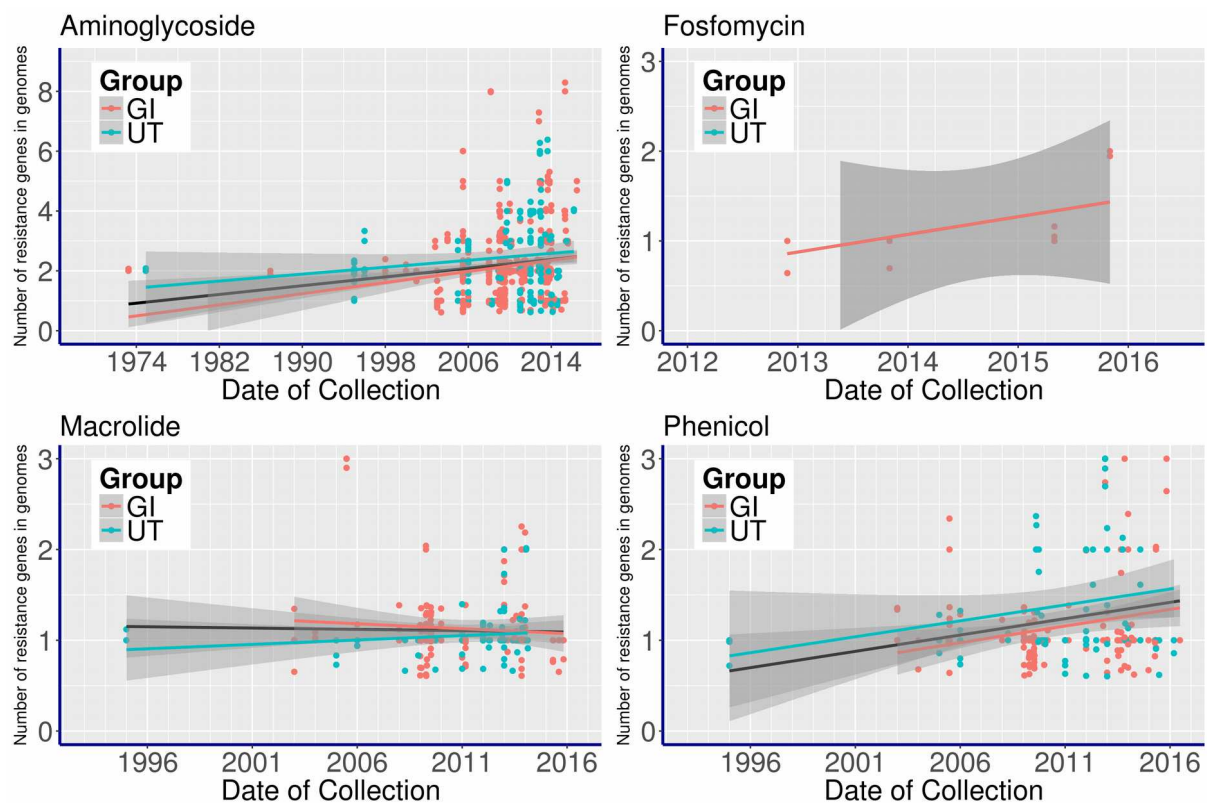 Aminoglycoside
Number of resistance genes in genomes
8
6
4
2
0
Group
GI
UT
1974 1982 1990 1998 2006 2014
Date of Collection
Fosfomycin
Number of resistance genes in genomes
3
2
1
0
Group
GI
UT
2012 2013 2014 2015 2016
Date of Collection
Macrolide
Number of resistance genes in genomes
3
2
1
0
Group
GI
UT
1996 2001 2006 2011 2016
Date of Collection
Phenicol
Number of resistance genes in genomes
3
2
1
0
Group
GI
UT
1996 2001 2006 2011 2016
Date of Collection